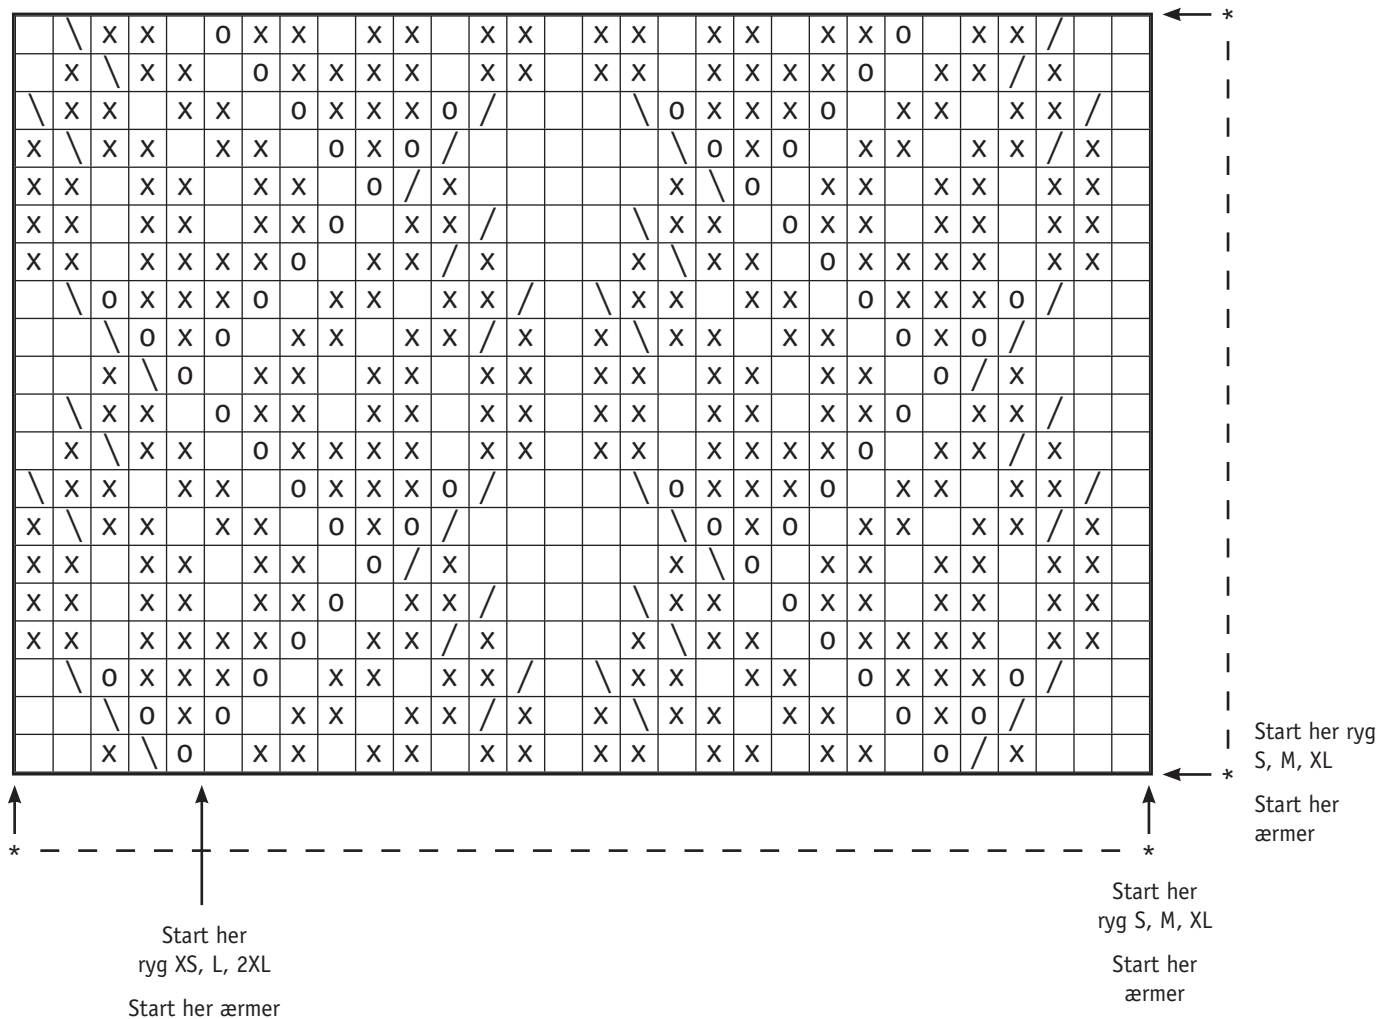 \ X X O X X X X X X X X X X X X O X X /
X \ X X O X X X X X X X X X X X X O X X / X
\ X X X X O X X X O / \ O X X X O X X X X /
X \ X X X X O X O / \ O X O X X X X / X
X X X X X X O / X X \ O X X X X X X
X X X X X X O X X / \ X X O X X X X X X
X X X X X X O X X / X X \ X X O X X X X X X
\ O X X X O X X X X / \ X X X X O X X X O /
\ O X O X X X X / X X \ X X X X O X O /
X \ O X X X X X X X X X X X X O / X
\ X X O X X X X X X X X X X X X O X X /
X \ X X O X X X X X X X X X X X X O X X / X
\ X X X X O X X X O / \ O X X X O X X X X /
X \ X X X X O X O / \ O X O X X X X / X
X X X X X X O / X X \ O X X X X X X
X X X X X X O X X / \ X X O X X X X X X
X X X X X X O X X / X X \ X X O X X X X X X
\ O X X X O X X X X / \ X X X X O X X X O /
\ O X O X X X X / X X \ X X X X O X O /
X \ O X X X X X X X X X X X X O / X
*
*
Start her ryg
S, M, XL
Start her
ærmer
*
*
Start her
ryg S, M, XL
Start her
ærmer
Start her
ryg XS, L, 2XL
Start her ærmer